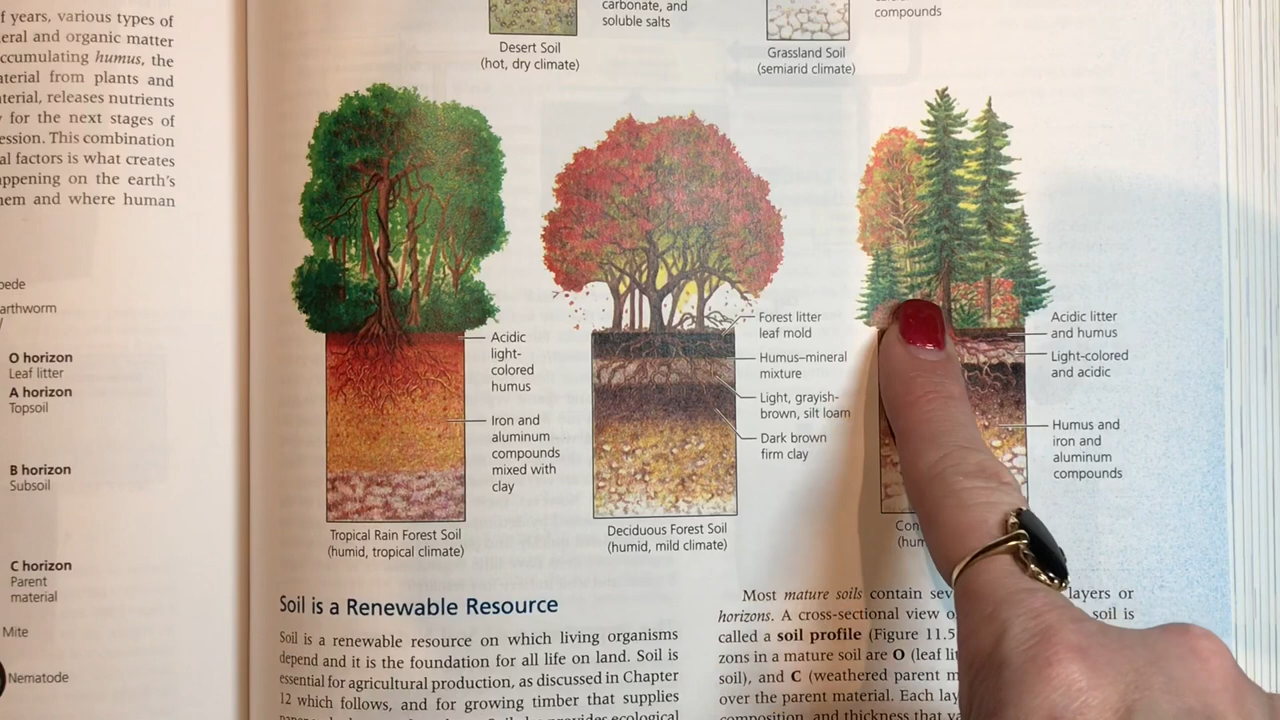 f years, various types of
eral and organic matter
ccumulating humus, the
aterial from plants and
terial, releases nutrients
for the next stages of
ession. This combination
al factors is what creates
appening on the earth's
hem and where human
pede
arthworm
O horizon
Leaf litter
A horizon
Topsoil
B horizon
Subsoil
C horizon
Parent
material
Mite
Nematode
carbonate, and
soluble salts
compounds
Desert Soil
(hot, dry climate)
Grassland Soil
(semiarid climate)
Acidic
light-
colored
humus
Iron and
aluminum
compounds
mixed with
clay
Tropical Rain Forest Soil
(humid, tropical climate)
Forest litter
leaf mold
Humus–mineral
mixture
Light, grayish-
brown, silt loam
Dark brown
firm clay
Deciduous Forest Soil
(humid, mild climate)
Acidic litter
and humus
Light-colored
and acidic
Humus and
iron and
aluminum
compounds
Con
(hum
Soil is a Renewable Resource
Soil is a renewable resource on which living organisms
depend and it is the foundation for all life on land. Soil is
essential for agricultural production, as discussed in Chapter
12 which follows, and for growing timber that supplies
Most mature soils contain sev layers or
horizons. A cross-sectional view o soil is
called a soil profile (Figure 11.5
zons in a mature soil are O (leaf lit
soil), and C (weathered parent m
over the parent material. Each lay
composition, and thickness that va